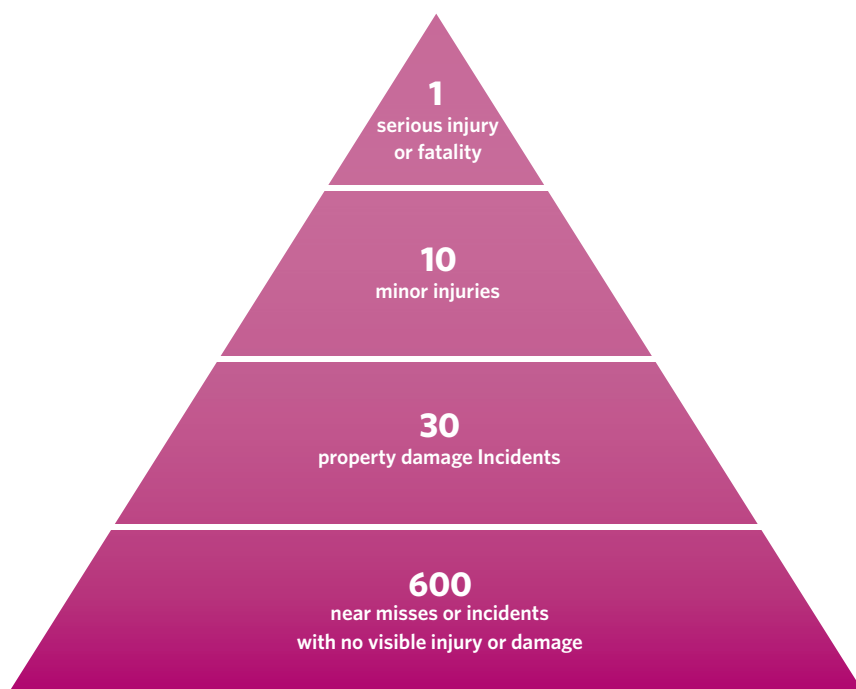 1
serious injury
or fatality
10
minor injuries
30
property damage Incidents
600
near misses or incidents
with no visible injury or damage